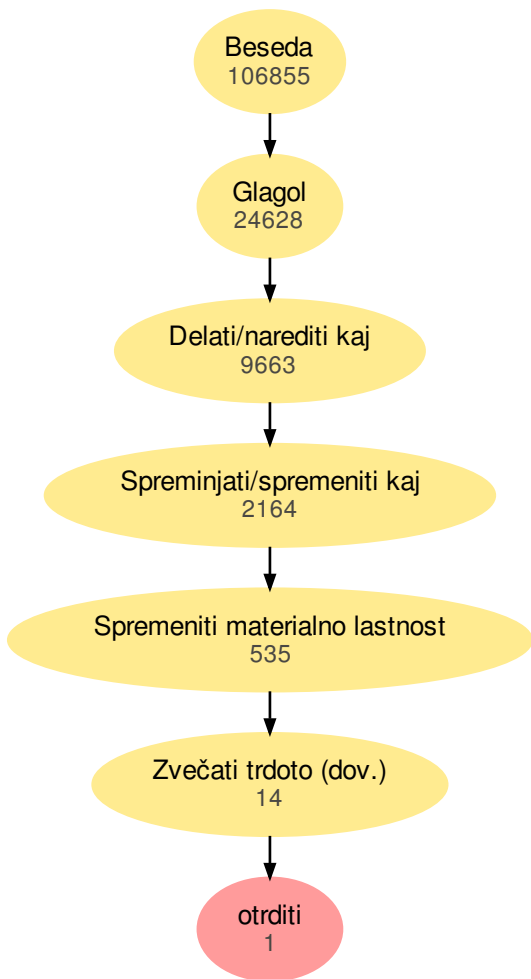 Beseda
106855
Glagol
24628
Delati/narediti kaj
9663
Spreminjati/spremeniti kaj
2164
Spremeniti materialno lastnost
535
Zvečati trdoto (dov.)
14
otrditi
1